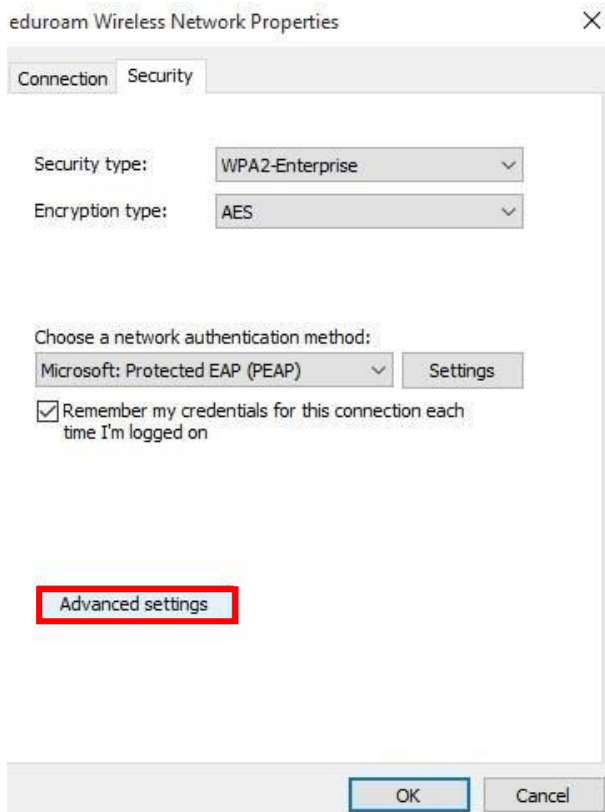 eduroam Wireless Network Properties
Connection Security
Security type: WPA2-Enterprise
Encryption type: AES
Choose a network authentication method:
Microsoft: Protected EAP (PEAP) Settings
Remember my credentials for this connection each
time I'm logged on
Advanced settings
OK Cancel